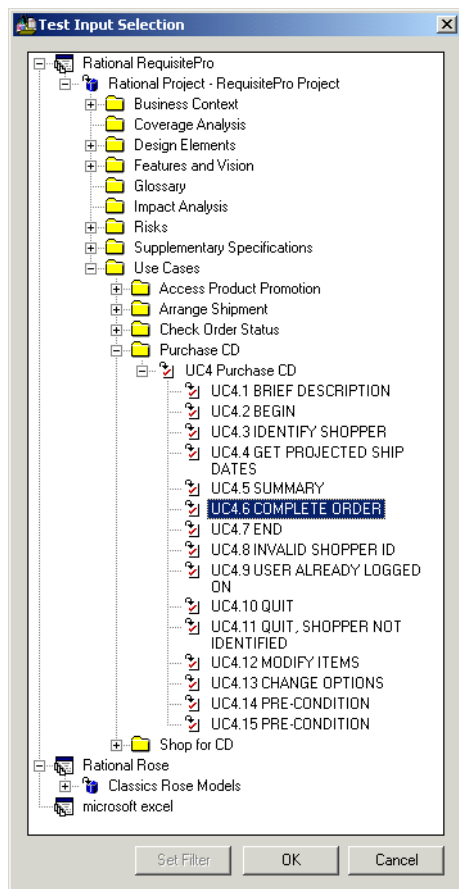 Test Input Selection
Rational RequisitePro
Rational Project - RequisitePro Project
Business Context
Coverage Analysis
Design Elements
Features and Vision
Glossary
Impact Analysis
Risks
Supplementary Specifications
Use Cases
Access Product Promotion
Arrange Shipment
Check Order Status
Purchase CD
UC4 Purchase CD
UC4.1 BRIEF DESCRIPTION
UC4.2 BEGIN
UC4.3 IDENTIFY SHOPPER
UC4.4 GET PROJECTED SHIP
DATES
UC4.5 SUMMARY
UC4.6 COMPLETE ORDER
UC4.7 END
UC4.8 INVALID SHOPPER ID
UC4.9 USER ALREADY LOGGED
ON
UC4.10 QUIT
UC4.11 QUIT, SHOPPER NOT
IDENTIFIED
UC4.12 MODIFY ITEMS
UC4.13 CHANGE OPTIONS
UC4.14 PRE-CONDITION
UC4.15 PRE-CONDITION
Shop for CD
Rational Rose
Classics Rose Models
microsoft excel
Set Filter OK Cancel